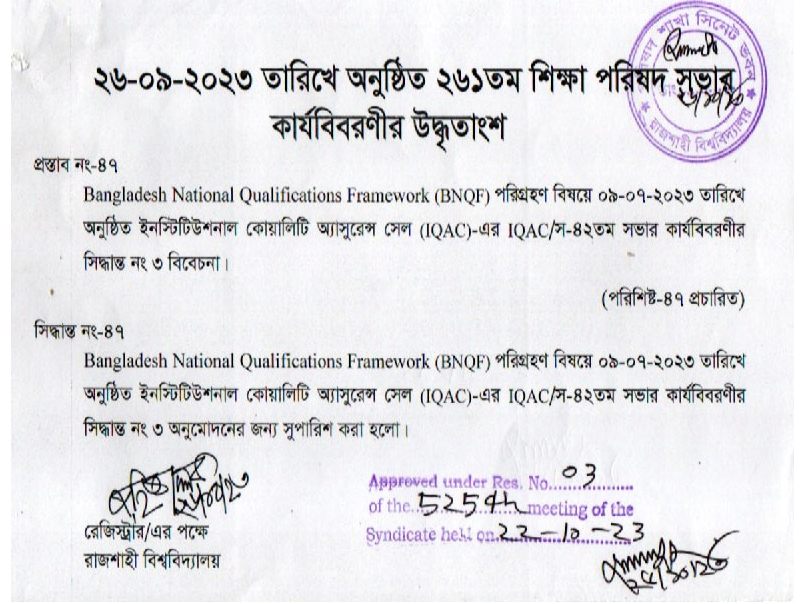 শাখা সিনেট ভবন
রাজশাহী বিশ্ববিদ্যালয়
২৬-০৯-২০২৩ তারিখে অনুষ্ঠিত ২৬১তম শিক্ষা পরিষদ সভার
কার্যবিবরণীর উদ্ধৃতাংশ
প্রস্তাব নং-৪৭
Bangladesh National Qualifications Framework (BNQF) পরিগ্রহণ বিষয়ে ০৯-০৭-২০২৩ তারিখে
অনুষ্ঠিত ইনস্টিটিউশনাল কোয়ালিটি অ্যাসুরেন্স সেল (IQAC)-এর IQAC/স-৪২তম সভার কার্যবিবরণীর
সিদ্ধান্ত নং ৩ বিবেচনা।
(পরিশিষ্ট-৪৭ প্রচারিত)
সিদ্ধান্ত নং-৪৭
Bangladesh National Qualifications Framework (BNQF) পরিগ্রহণ বিষয়ে ০৯-০৭-২০২৩ তারিখে
অনুষ্ঠিত ইনস্টিটিউশনাল কোয়ালিটি অ্যাসুরেন্স সেল (IQAC)-এর IQAC/স-৪২তম সভার কার্যবিবরণীর
সিদ্ধান্ত নং ৩ অনুমোদনের জন্য সুপারিশ করা হলো।
রেজিস্ট্রার/এর পক্ষে
রাজশাহী বিশ্ববিদ্যালয়
Approved under Res. No. 03
of the 525th meeting of the
Syndicate held on 22-10-23